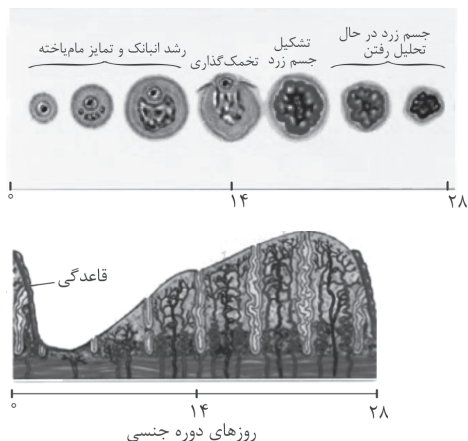 جسم زرد در حال
تحلیل رفتن
تشکیل
جسم زرد
تخمک‌گذاری
رشد انبانک و تمایز مام‌یاخته
۰ ۱۴ ۲۸
قاعدگی
۰ ۱۴ ۲۸
روزهای دوره جنسی